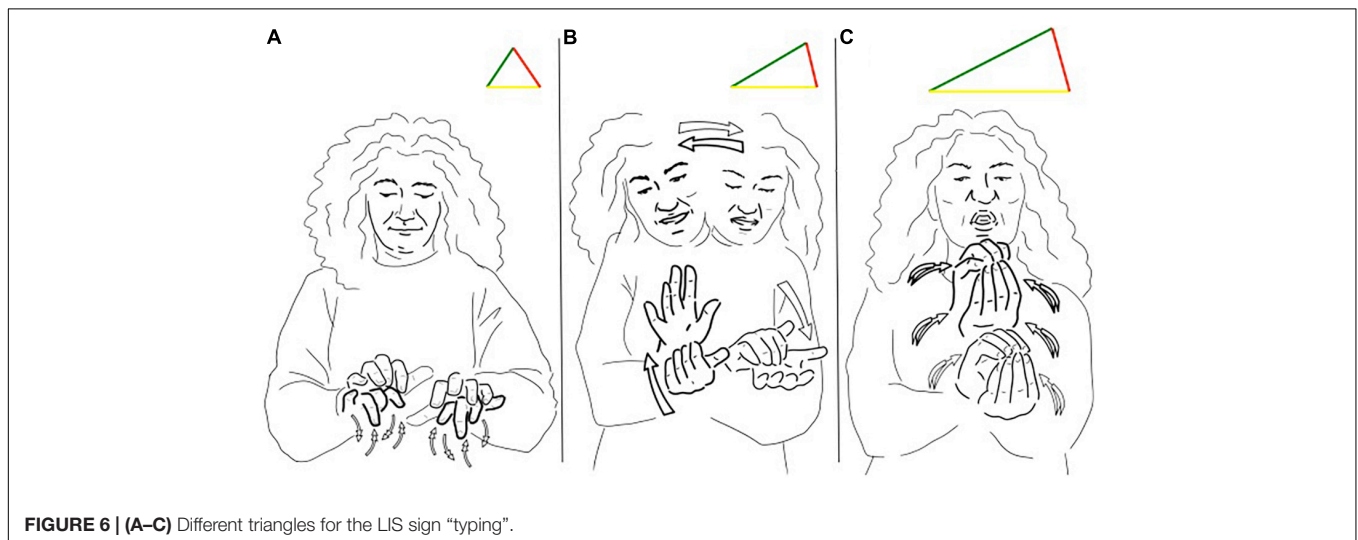 A
B
C
FIGURE 6 | (A–C) Different triangles for the LIS sign “typing”.